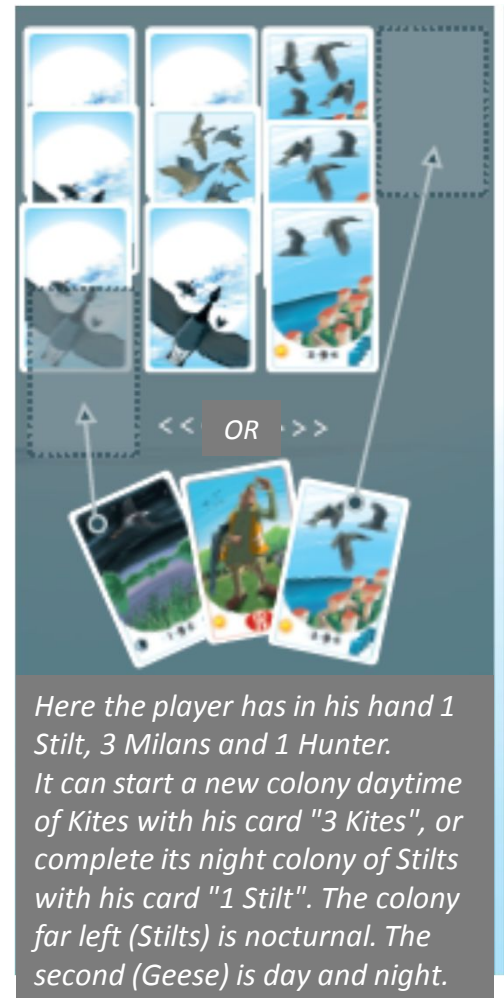 << OR >>
Here the player has in his hand 1
Stilt, 3 Milans and 1 Hunter.
It can start a new colony daytime
of Kites with his card "3 Kites", or
complete its night colony of Stilts
with his card "1 Stilt". The colony
far left (Stilts) is nocturnal. The
second (Geese) is day and night.